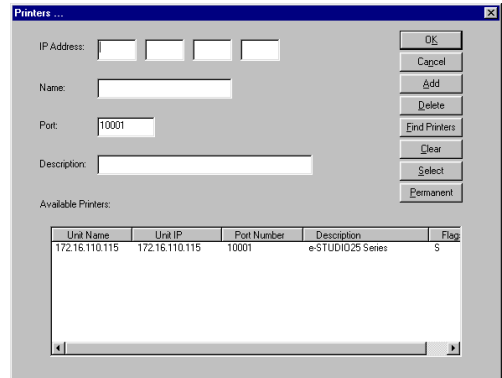 Printers ...
IP Address:
OK
Cancel
Name:
Add
Delete
Port:
10001
Find Printers
Clear
Description:
Select
Permanent
Available Printers:
Unit Name Unit IP Port Number Description Flags
172.16.110.115 172.16.110.115 10001 e-STUDIO25 Series S